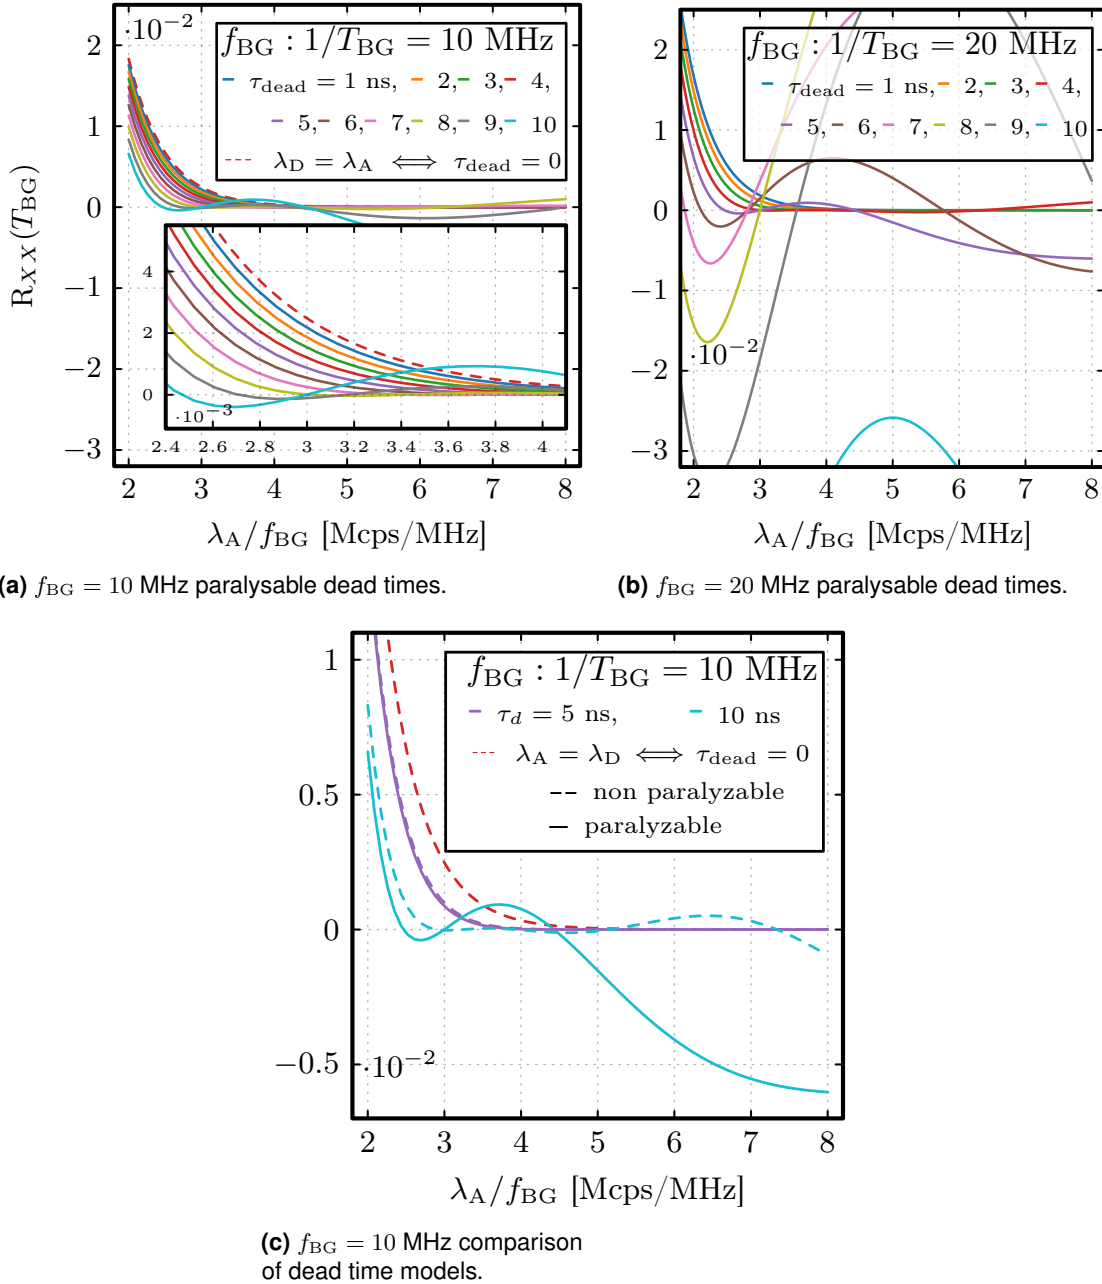 ·10⁻²
f_BG : 1/T_BG = 10 MHz
τ_dead = 1 ns, 2, 3, 4,
5, 6, 7, 8, 9, 10
λ_D = λ_A ⟺ τ_dead = 0
R_XX(T_BG)
2
1
0
−1
−2
−3
4
2
0
·10⁻³
2.4 2.6 2.8 3 3.2 3.4 3.6 3.8 4
2 3 4 5 6 7 8
λ_A/f_BG [Mcps/MHz]
(a) f_BG = 10 MHz paralysable dead times.
f_BG : 1/T_BG = 20 MHz
τ_dead = 1 ns, 2, 3, 4,
5, 6, 7, 8, 9, 10
2
1
0
−1
−2
−3
·10⁻²
2 3 4 5 6 7 8
λ_A/f_BG [Mcps/MHz]
(b) f_BG = 20 MHz paralysable dead times.
f_BG : 1/T_BG = 10 MHz
τ_d = 5 ns, 10 ns
λ_A = λ_D ⟺ τ_dead = 0
non paralyzable
paralyzable
1
0.5
0
−0.5
·10⁻²
2 3 4 5 6 7 8
λ_A/f_BG [Mcps/MHz]
(c) f_BG = 10 MHz comparison
of dead time models.